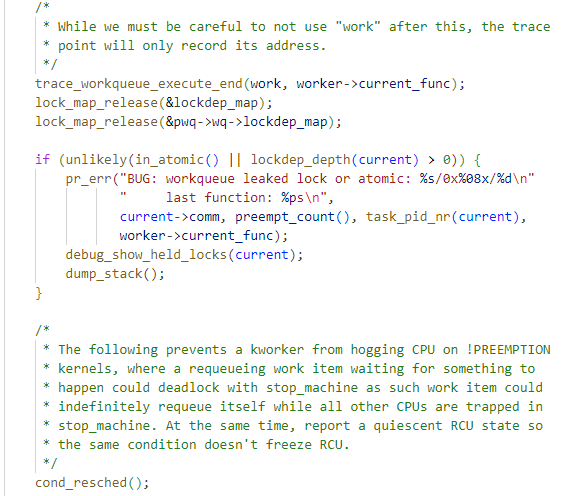 /*
 * While we must be careful to not use "work" after this, the trace
 * point will only record its address.
 */
trace_workqueue_execute_end(work, worker->current_func);
lock_map_release(&lockdep_map);
lock_map_release(&pwq->wq->lockdep_map);

if (unlikely(in_atomic() || lockdep_depth(current) > 0)) {
    pr_err("BUG: workqueue leaked lock or atomic: %s/0x%08x/%d\n"
           "     last function: %ps\n",
           current->comm, preempt_count(), task_pid_nr(current),
           worker->current_func);
    debug_show_held_locks(current);
    dump_stack();
}

/*
 * The following prevents a kworker from hogging CPU on !PREEMPTION
 * kernels, where a requeueing work item waiting for something to
 * happen could deadlock with stop_machine as such work item could
 * indefinitely requeue itself while all other CPUs are trapped in
 * stop_machine. At the same time, report a quiescent RCU state so
 * the same condition doesn't freeze RCU.
 */
cond_resched();